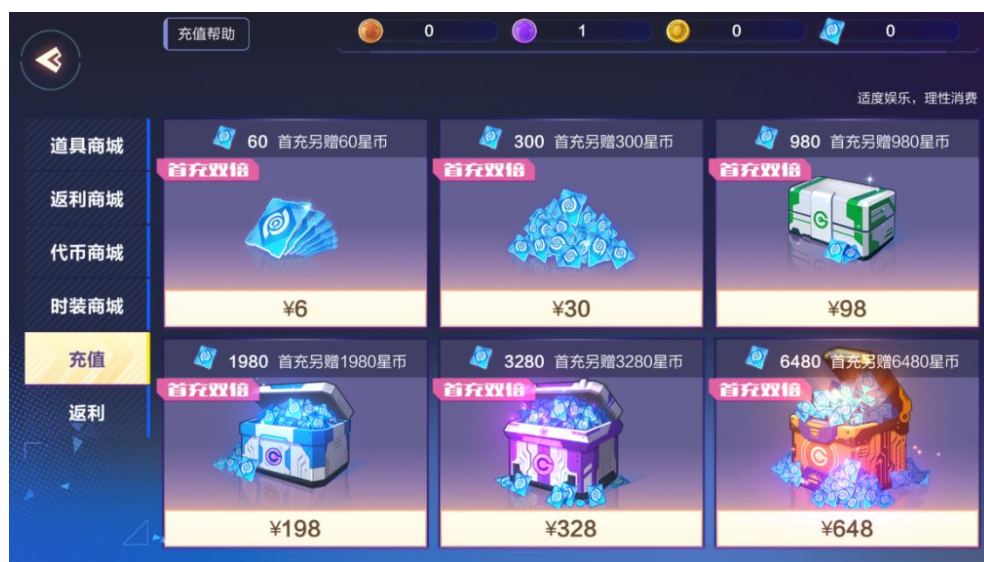 充值帮助
0
1
0
0
适度娱乐，理性消费
道具商城
返利商城
代币商城
时装商城
充值
返利
60 首充另赠60星币
首充双倍
¥6
300 首充另赠300星币
首充双倍
¥30
980 首充另赠980星币
首充双倍
¥98
1980 首充另赠1980星币
首充双倍
¥198
3280 首充另赠3280星币
首充双倍
¥328
6480 首充另赠6480星币
首充双倍
¥648